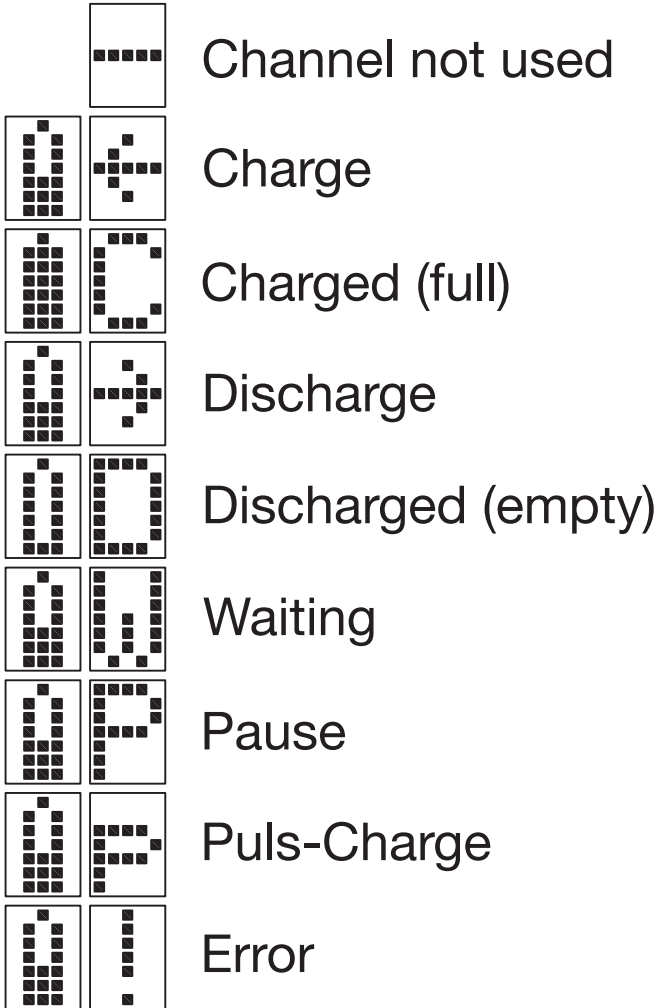 - Channel not used
← Charge
C Charged (full)
→ Discharge
D Discharged (empty)
W Waiting
P Pause
p Puls-Charge
! Error